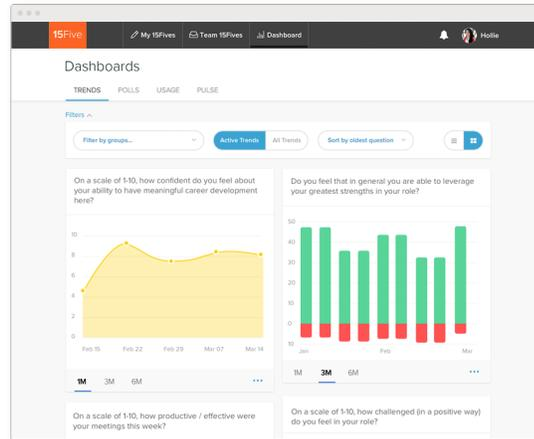 15Five My 15Fives Team 15Fives Dashboard Hollie
Dashboards
TRENDS POLLS USAGE PULSE
Filters
Filter by groups... Active Trends All Trends Sort by oldest question
On a scale of 1-10, how confident do you feel about
your ability to have meaningful career development
here?
10
8
6
4
2
0
Feb 15 Feb 22 Feb 29 Mar 07 Mar 14
1M 3M 6M
Do you feel that in general you are able to leverage
your greatest strengths in your role?
50
40
30
20
10
0
10
Jan Feb Mar
1M 3M 6M
On a scale of 1-10, how productive / effective were
your meetings this week?
On a scale of 1-10, how challenged (in a positive way)
do you feel in your role?